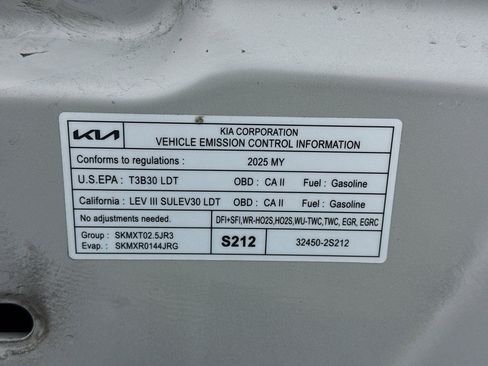 KIA
KIA CORPORATION
VEHICLE EMISSION CONTROL INFORMATION
Conforms to regulations : 2025 MY
U.S.EPA : T3B30 LDT OBD : CA II Fuel : Gasoline
California : LEV III SULEV30 LDT OBD : CA II Fuel : Gasoline
No adjustments needed. DFI+SFI,WR-HO2S,HO2S,WU-TWC,TWC, EGR, EGRC
Group : SKMXT02.5JR3
Evap. : SKMXR0144JRG
S212
32450-2S212